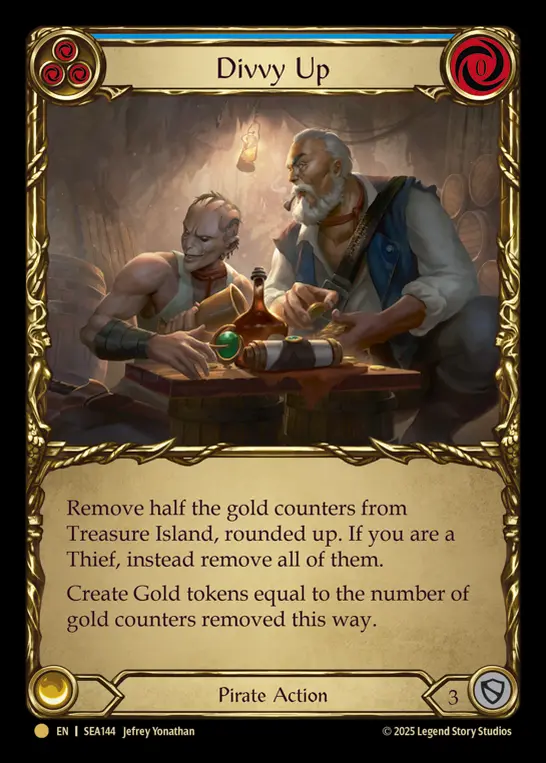 Divvy Up
0
Remove half the gold counters from
Treasure Island, rounded up. If you are a
Thief, instead remove all of them.
Create Gold tokens equal to the number of
gold counters removed this way.
Pirate Action
3
EN | SEA144 Jefrey Yonathan
© 2025 Legend Story Studios